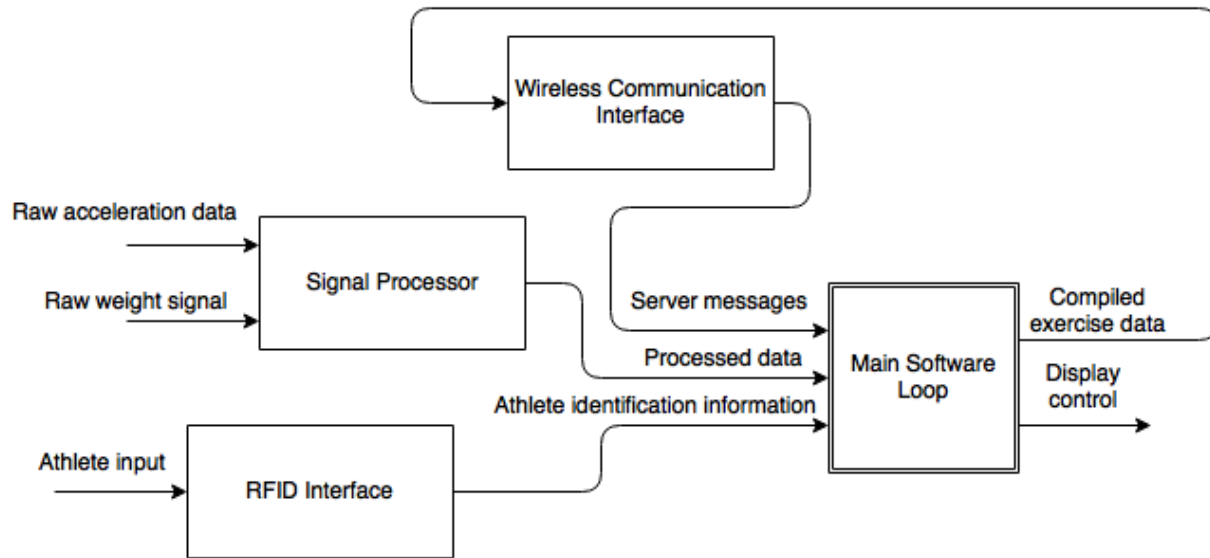 Wireless Communication
Interface
Raw acceleration data
Signal Processor
Raw weight signal
Server messages
Compiled
exercise data
Processed data
Main Software
Loop
Display
control
Athlete identification information
Athlete input
RFID Interface